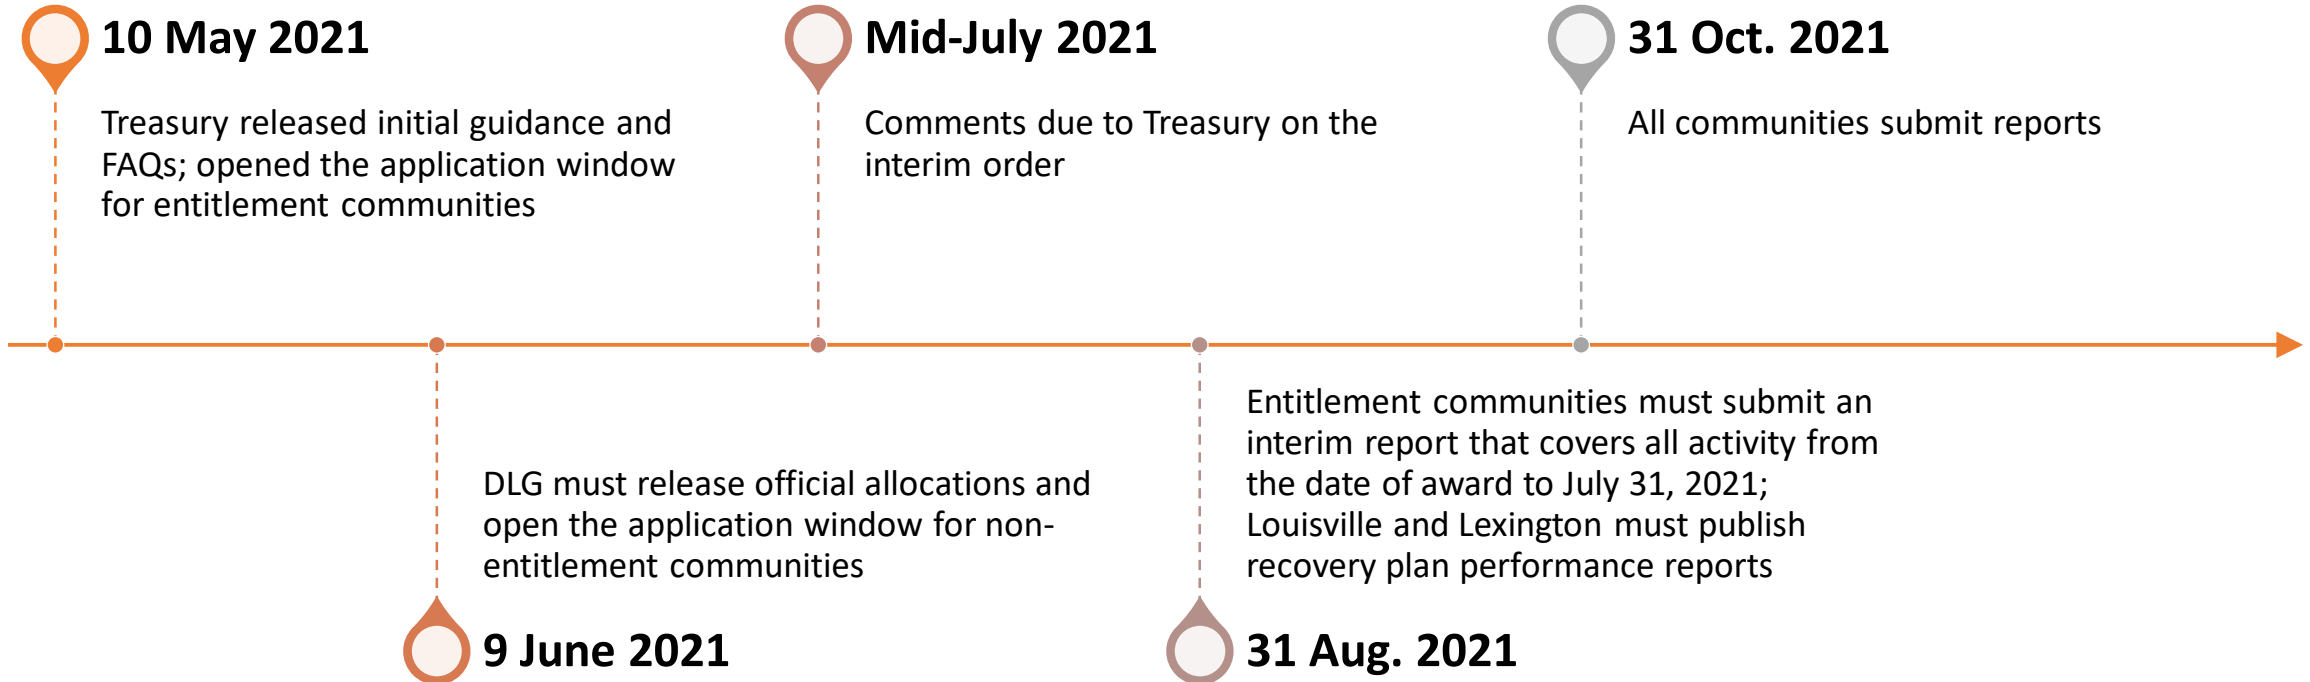 10 May 2021
Treasury released initial guidance and
FAQs; opened the application window
for entitlement communities
DLG must release official allocations and
open the application window for non-
entitlement communities
9 June 2021
Mid-July 2021
Comments due to Treasury on the
interim order
Entitlement communities must submit an
interim report that covers all activity from
the date of award to July 31, 2021;
Louisville and Lexington must publish
recovery plan performance reports
31 Aug. 2021
31 Oct. 2021
All communities submit reports